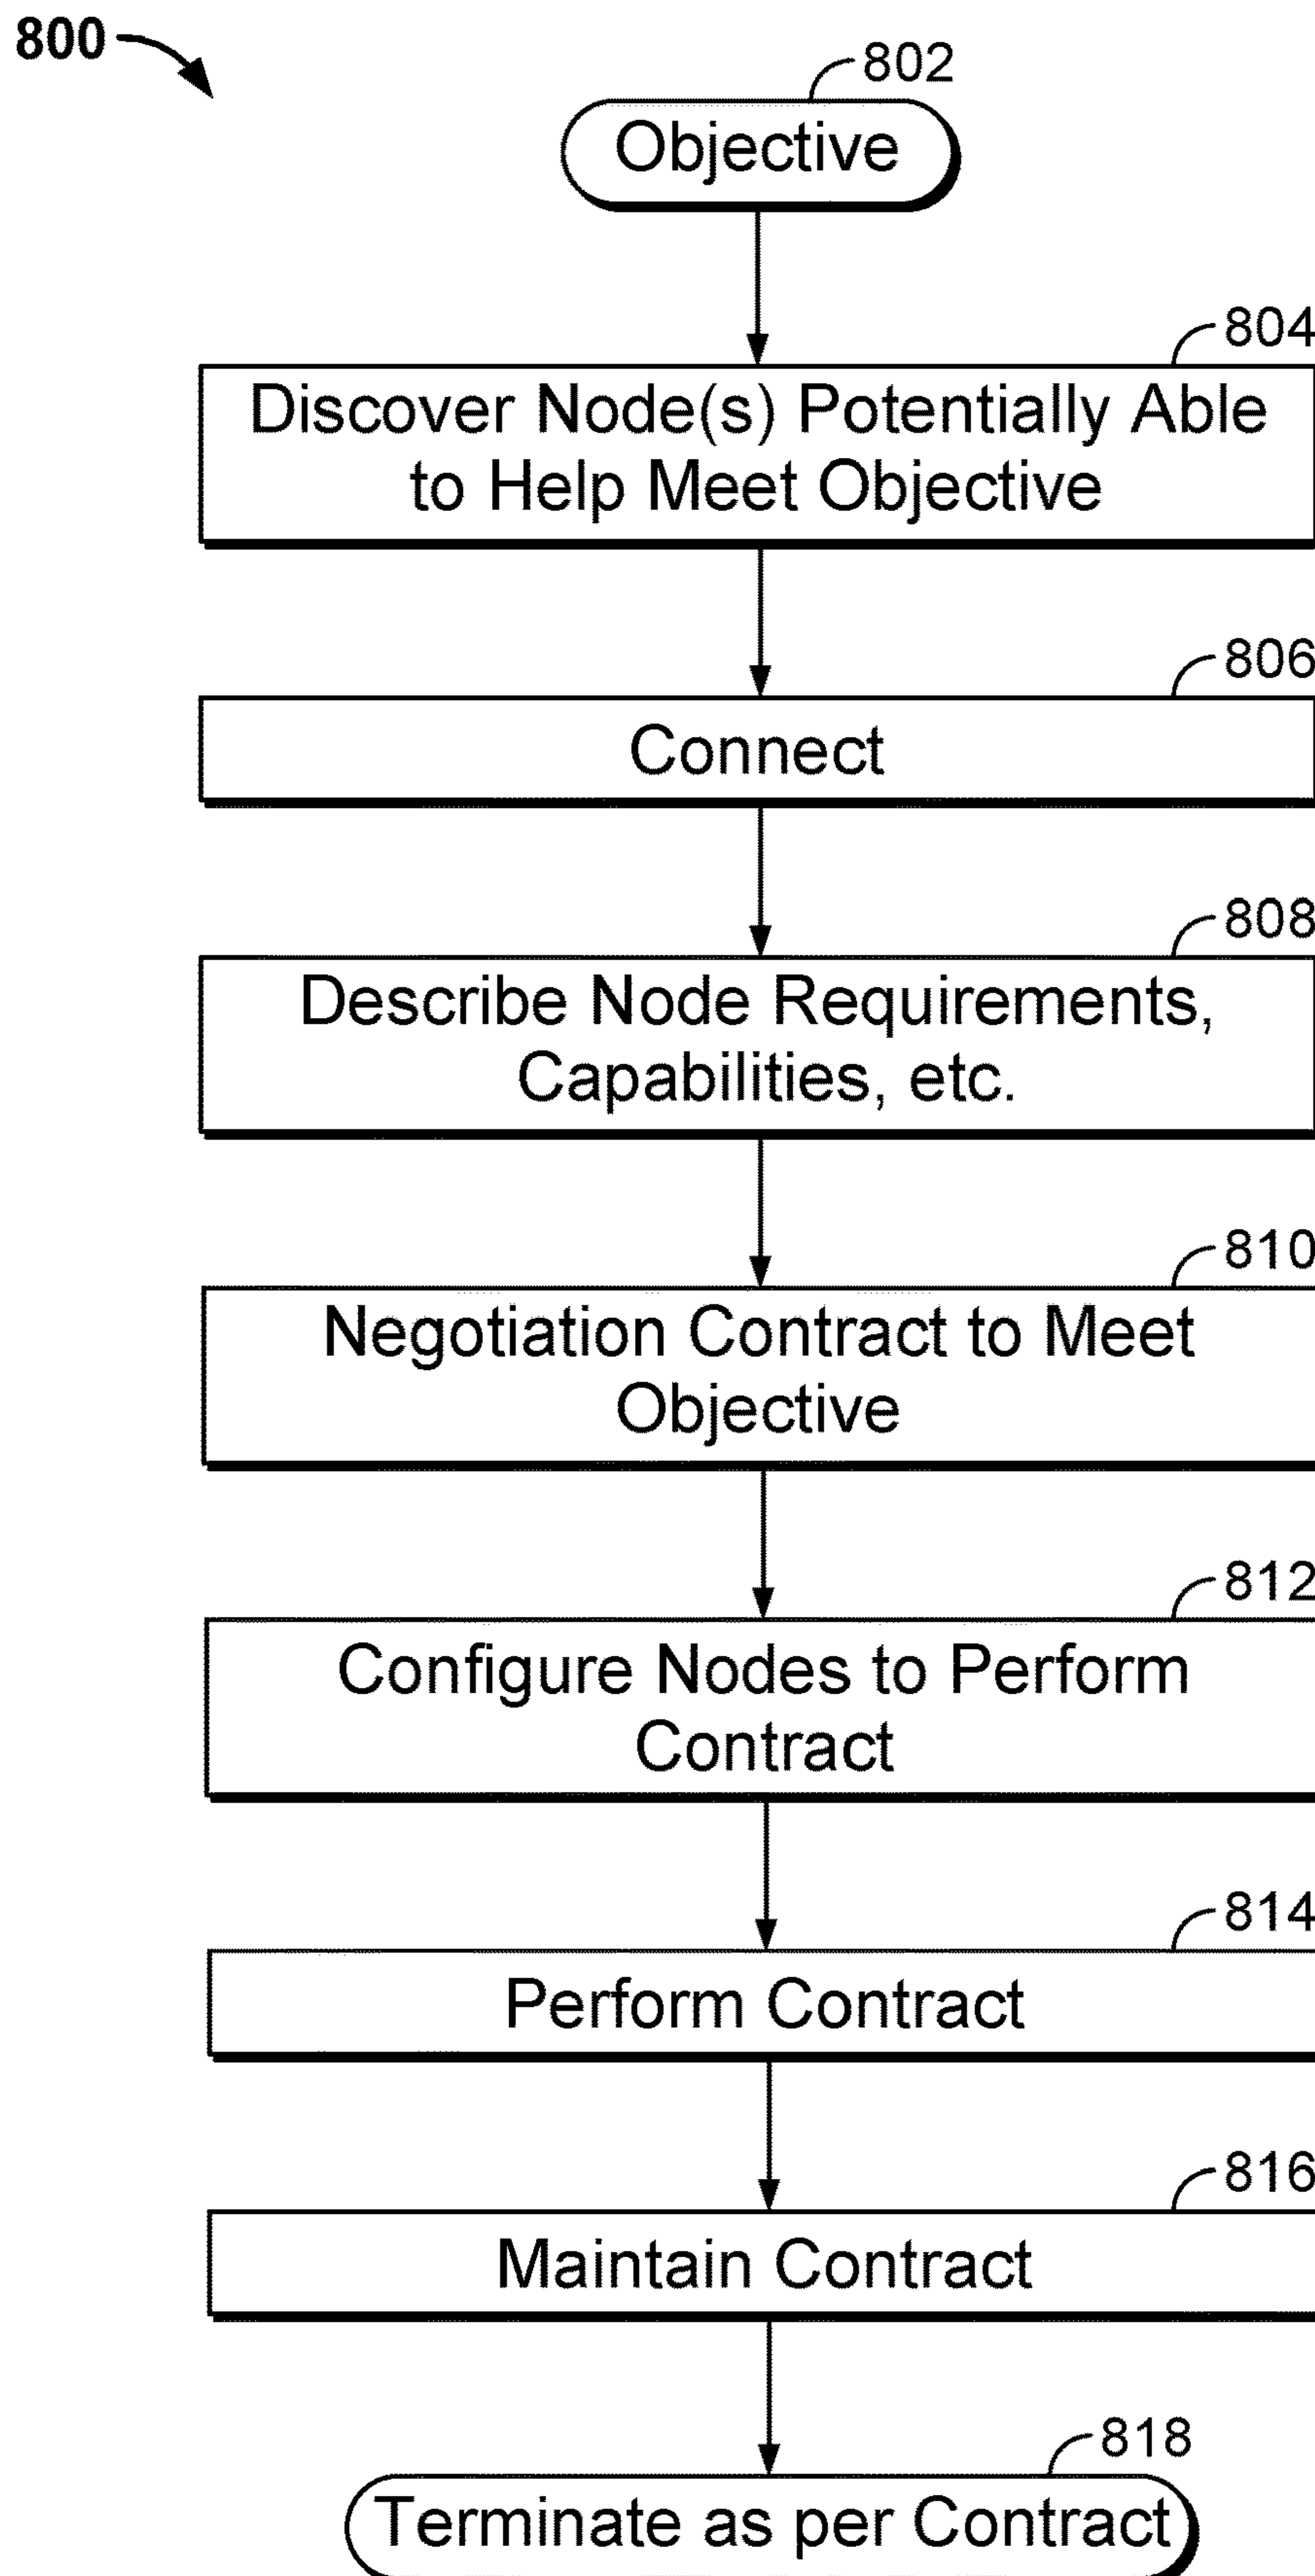 800
802
Objective
804
Discover Node(s) Potentially Able
to Help Meet Objective
806
Connect
808
Describe Node Requirements,
Capabilities, etc.
810
Negotiation Contract to Meet
Objective
812
Configure Nodes to Perform
Contract
814
Perform Contract
816
Maintain Contract
818
Terminate as per Contract